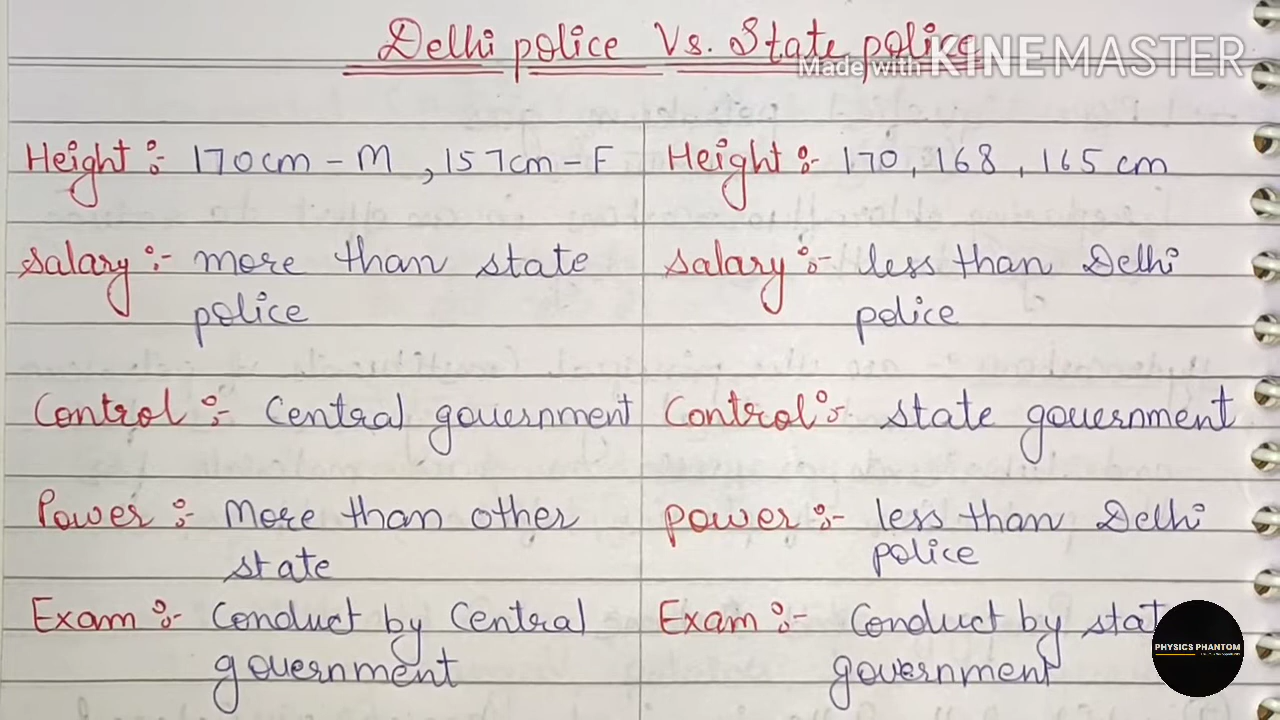 Delhi police Vs. State police
Made with KINEMASTER
Height :- 170cm - M , 157cm - F
Height :- 170 , 168 , 165 cm
Salary :- more than state
police
Salary :- less than Delhi
police
Control :- Central government
Control :- state government
Power :- More than other
state
power :- less than Delhi
police
Exam :- Conduct by Central
government
Exam :- Conduct by stat
government
PHYSICS PHANTOM